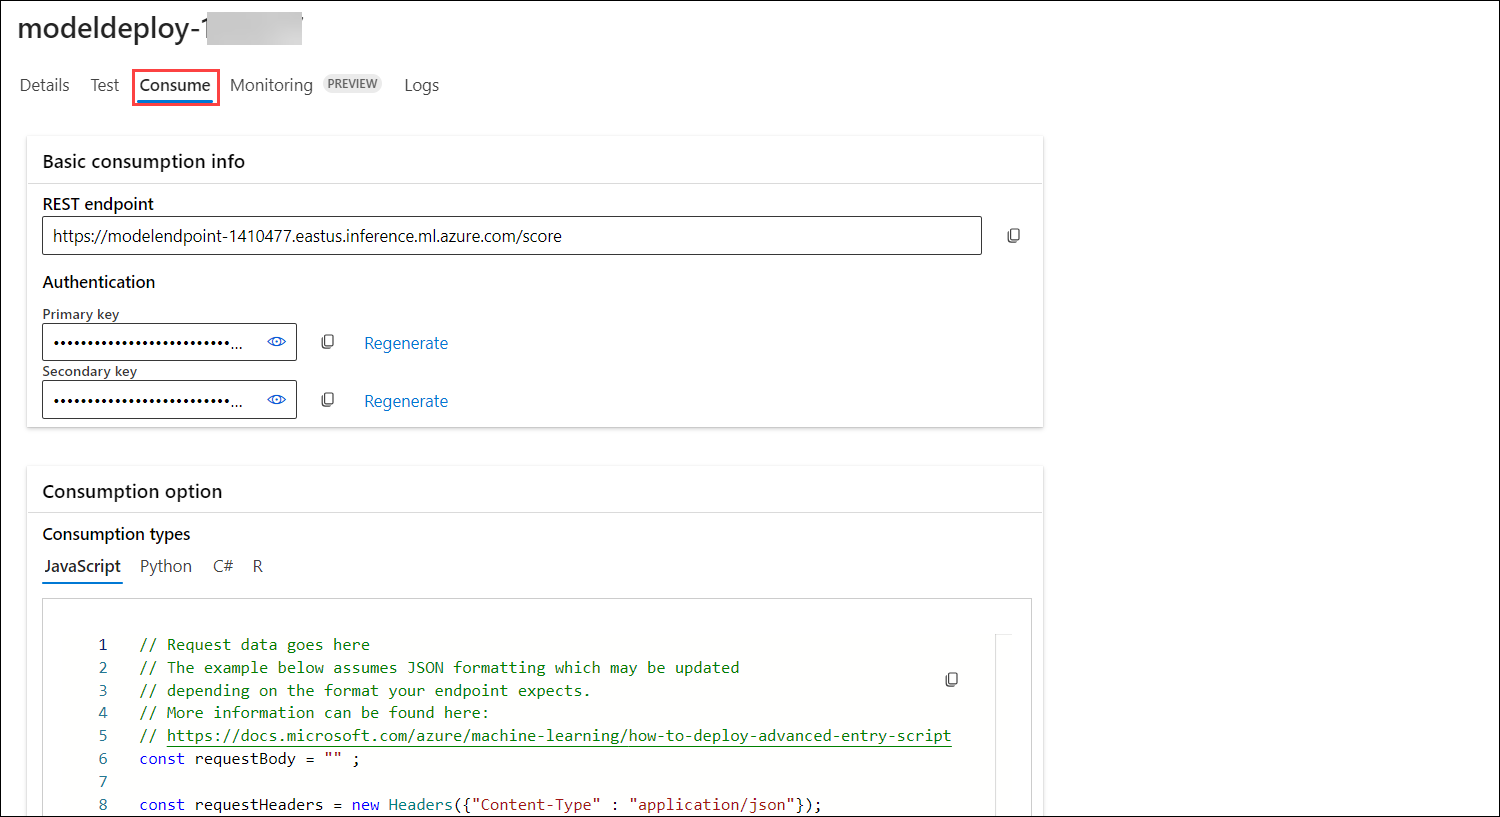 modeldeploy-
Details Test Consume Monitoring PREVIEW Logs
Basic consumption info
REST endpoint
https://modelendpoint-1410477.eastus.inference.ml.azure.com/score
Authentication
Primary key
••••••••••••••••••••••••••... Regenerate
Secondary key
••••••••••••••••••••••••••... Regenerate
Consumption option
Consumption types
JavaScript Python C# R
1 // Request data goes here
2 // The example below assumes JSON formatting which may be updated
3 // depending on the format your endpoint expects.
4 // More information can be found here:
5 // https://docs.microsoft.com/azure/machine-learning/how-to-deploy-advanced-entry-script
6 const requestBody = "" ;
7
8 const requestHeaders = new Headers({"Content-Type" : "application/json"});